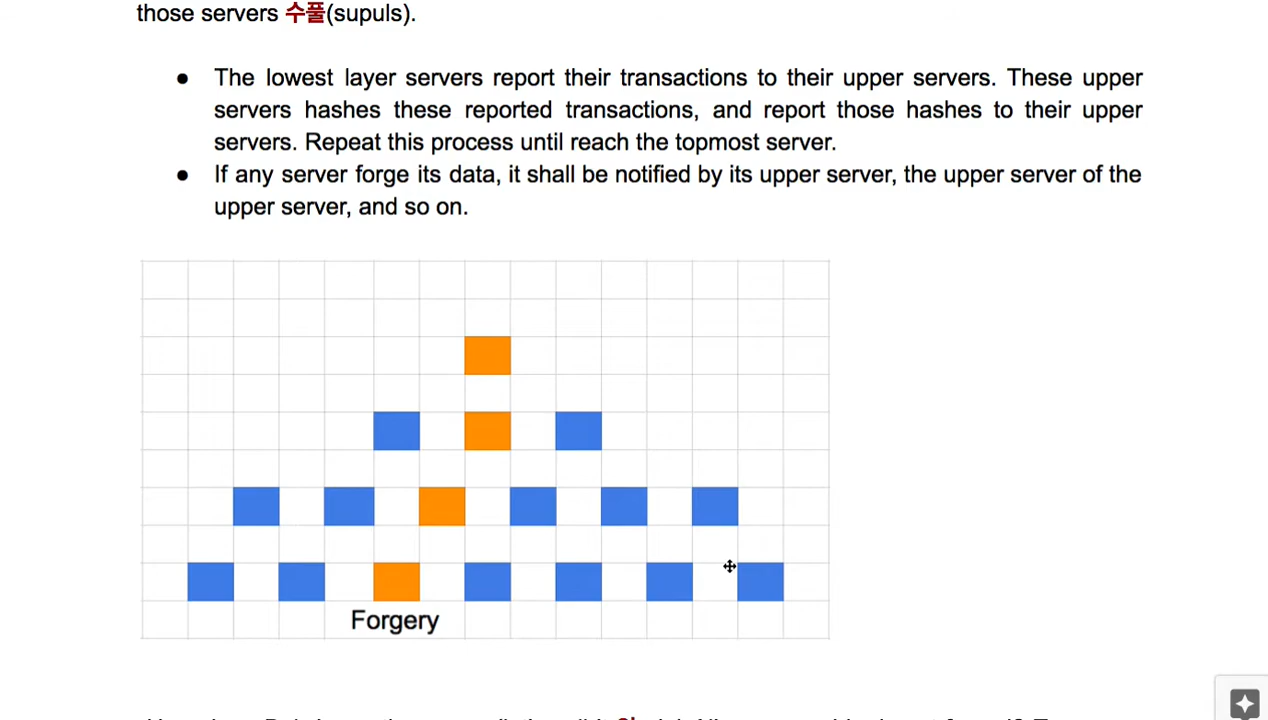 those servers 수풀(supuls).
● The lowest layer servers report their transactions to their upper servers. These upper
servers hashes these reported transactions, and report those hashes to their upper
servers. Repeat this process until reach the topmost server.
● If any server forge its data, it shall be notified by its upper server, the upper server of the
upper server, and so on.
Forgery